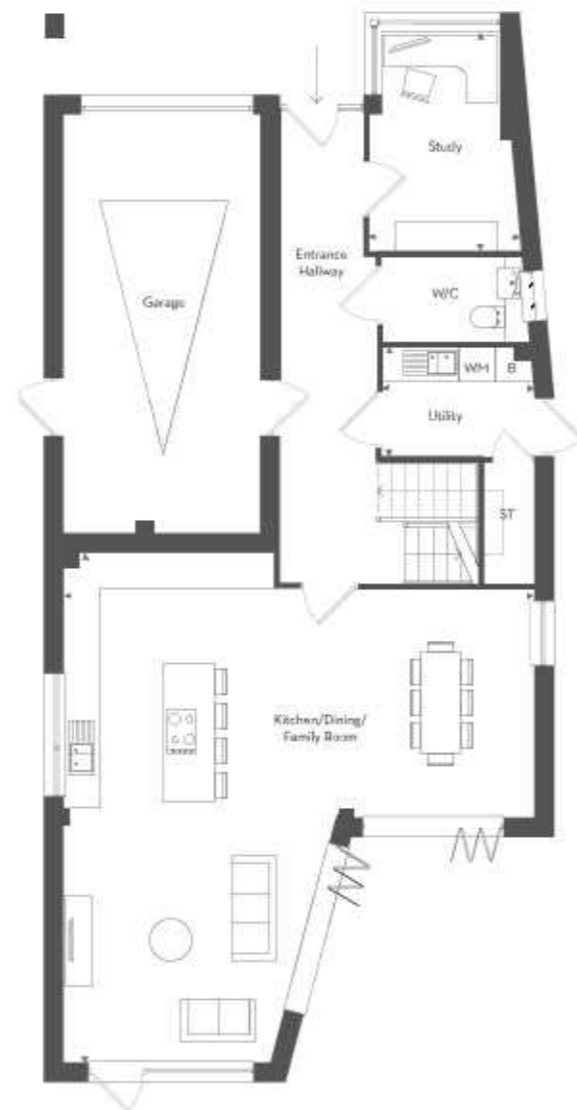 Study
Entrance
Hallway
W/C
Garage
WM
B
Utility
ST
Kitchen/Dining/
Family Room